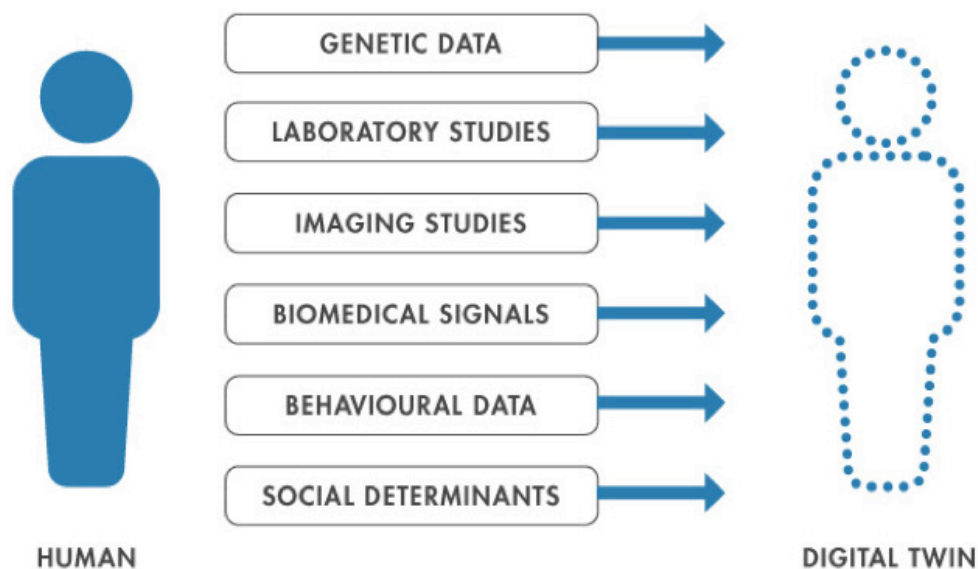 GENETIC DATA
LABORATORY STUDIES
IMAGING STUDIES
BIOMEDICAL SIGNALS
BEHAVIOURAL DATA
SOCIAL DETERMINANTS
HUMAN
DIGITAL TWIN